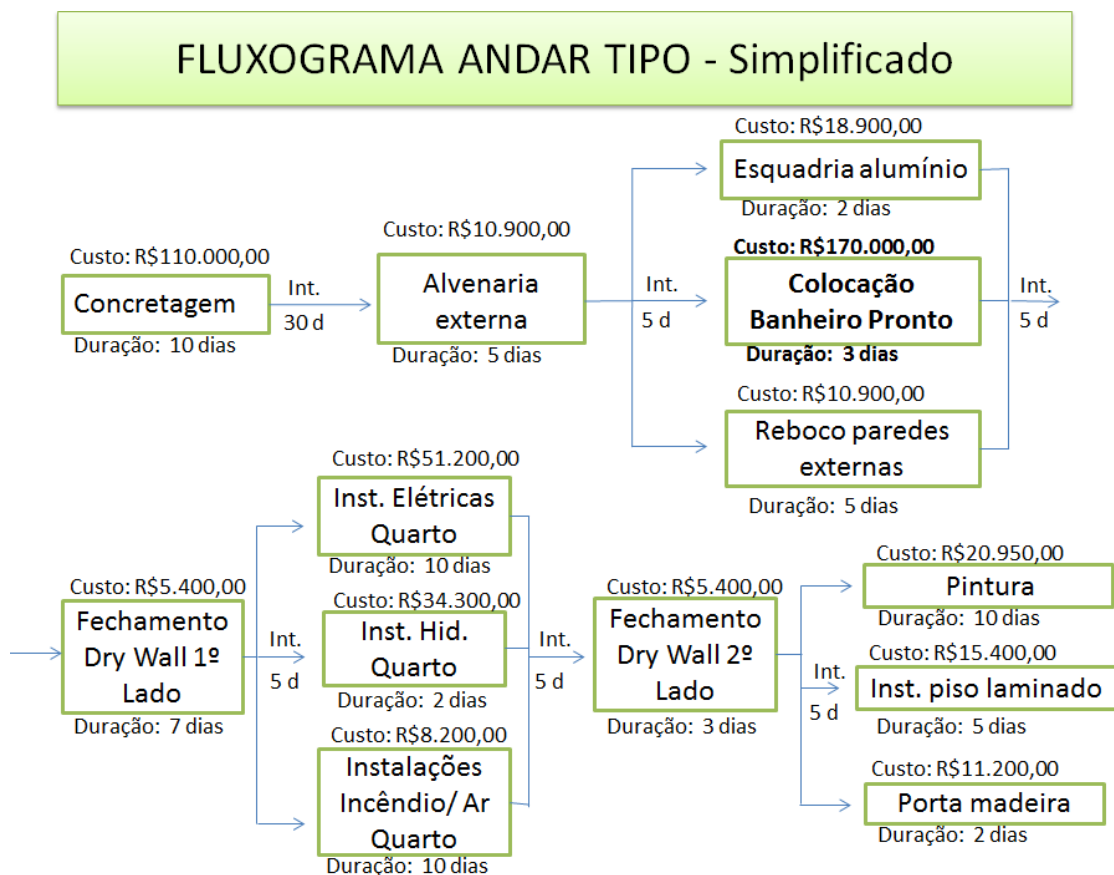 FLUXOGRAMA ANDAR TIPO - Simplificado
Custo: R$110.000,00
Concretagem
Duração: 10 dias
Int.
30 d
Custo: R$10.900,00
Alvenaria
externa
Duração: 5 dias
Int.
5 d
Custo: R$18.900,00
Esquadria alumínio
Duração: 2 dias
Custo: R$170.000,00
Colocação
Banheiro Pronto
Duração: 3 dias
Custo: R$10.900,00
Reboco paredes
externas
Duração: 5 dias
Int.
5 d
Custo: R$5.400,00
Fechamento
Dry Wall 1º
Lado
Duração: 7 dias
Int.
5 d
Custo: R$51.200,00
Inst. Elétricas
Quarto
Duração: 10 dias
Custo: R$34.300,00
Inst. Hid.
Quarto
Duração: 2 dias
Custo: R$8.200,00
Instalações
Incêndio/ Ar
Quarto
Duração: 10 dias
Int.
5 d
Custo: R$5.400,00
Fechamento
Dry Wall 2º
Lado
Duração: 3 dias
Int.
5 d
Custo: R$20.950,00
Pintura
Duração: 10 dias
Custo: R$15.400,00
Inst. piso laminado
Duração: 5 dias
Custo: R$11.200,00
Porta madeira
Duração: 2 dias